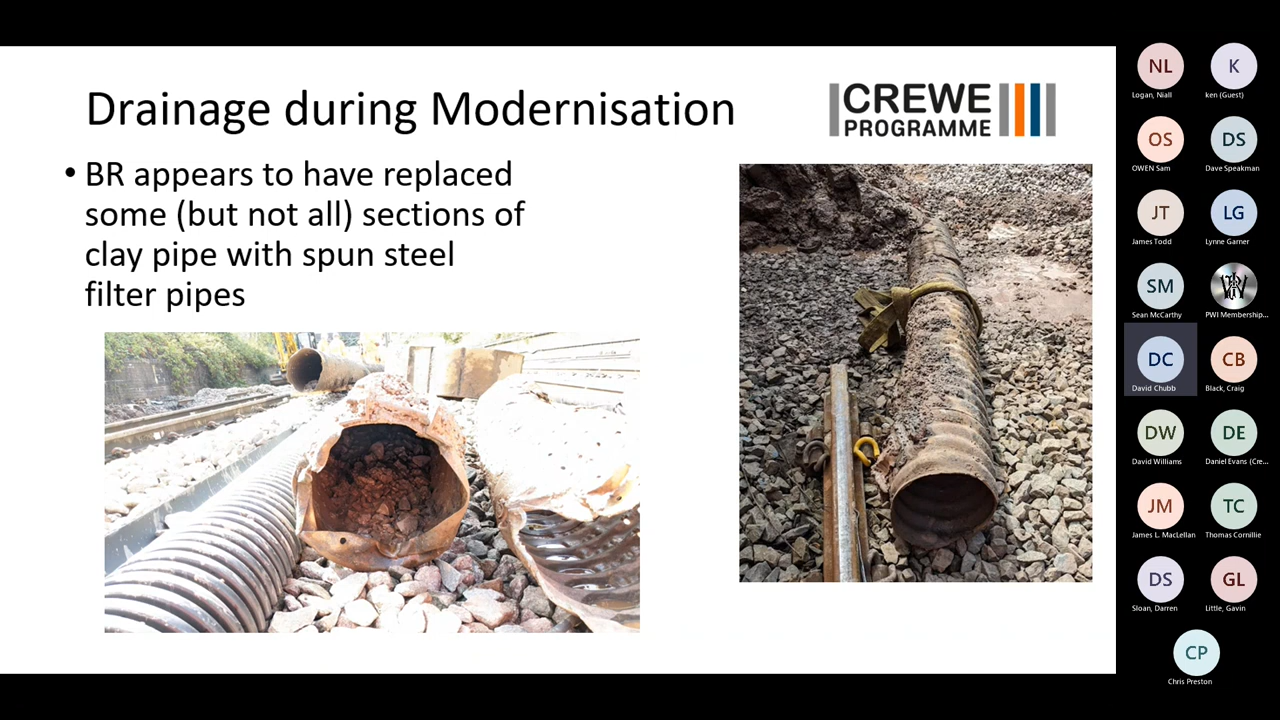 Drainage during Modernisation
CREWE
PROGRAMME
• BR appears to have replaced
some (but not all) sections of
clay pipe with spun steel
filter pipes
NL
K
Logan, Niall
ken (Guest)
OS
DS
OWEN Sam
Dave Speakman
JT
LG
James Todd
Lynne Garner
SM
Sean McCarthy
PWI Membership...
DC
CB
David Chubb
Black, Craig
DW
DE
David Williams
Daniel Evans (Cre...
JM
TC
James L. MacLellan
Thomas Cornillie
DS
GL
Sloan, Darren
Little, Gavin
CP
Chris Preston